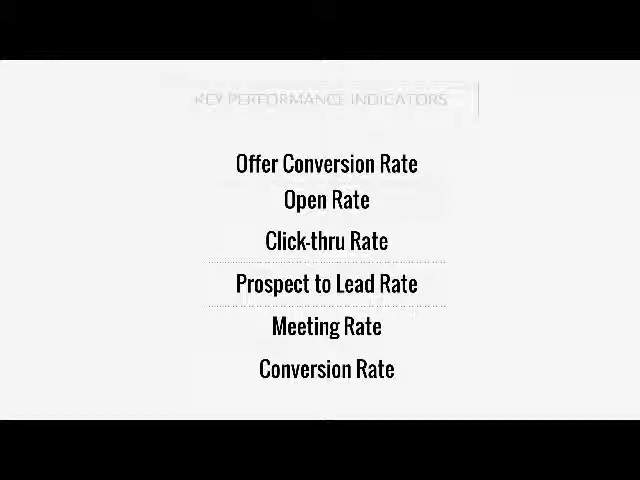 KEY PERFORMANCE INDICATORS
Offer Conversion Rate
Open Rate
Click-thru Rate
Prospect to Lead Rate
Meeting Rate
Conversion Rate